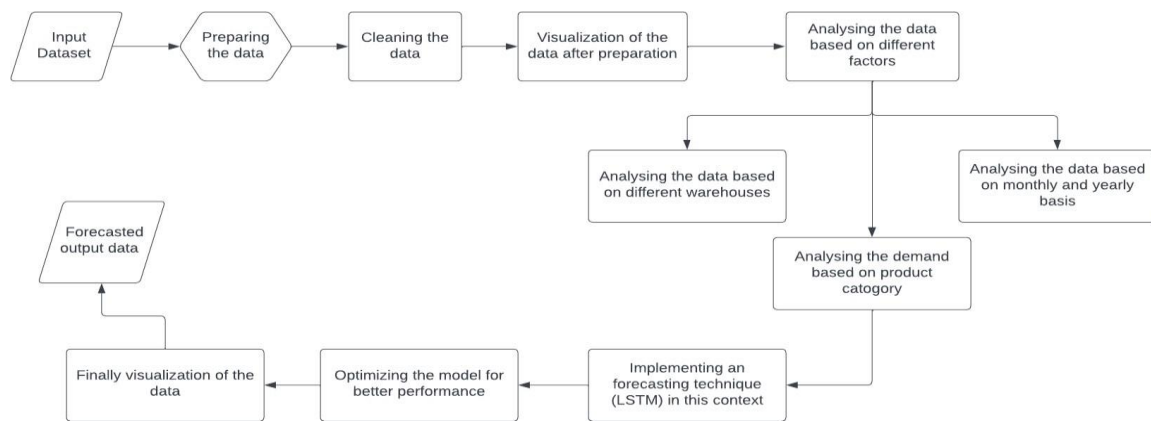 Input
Dataset
Preparing
the data
Cleaning the
data
Visualization of the
data after preparation
Analysing the data
based on different
factors
Analysing the data based
on different warehouses
Analysing the data based
on monthly and yearly
basis
Analysing the demand
based on product
catogory
Implementing an
forecasting technique
(LSTM) in this context
Optimizing the model for
better performance
Finally visualization of the
data
Forecasted
output data